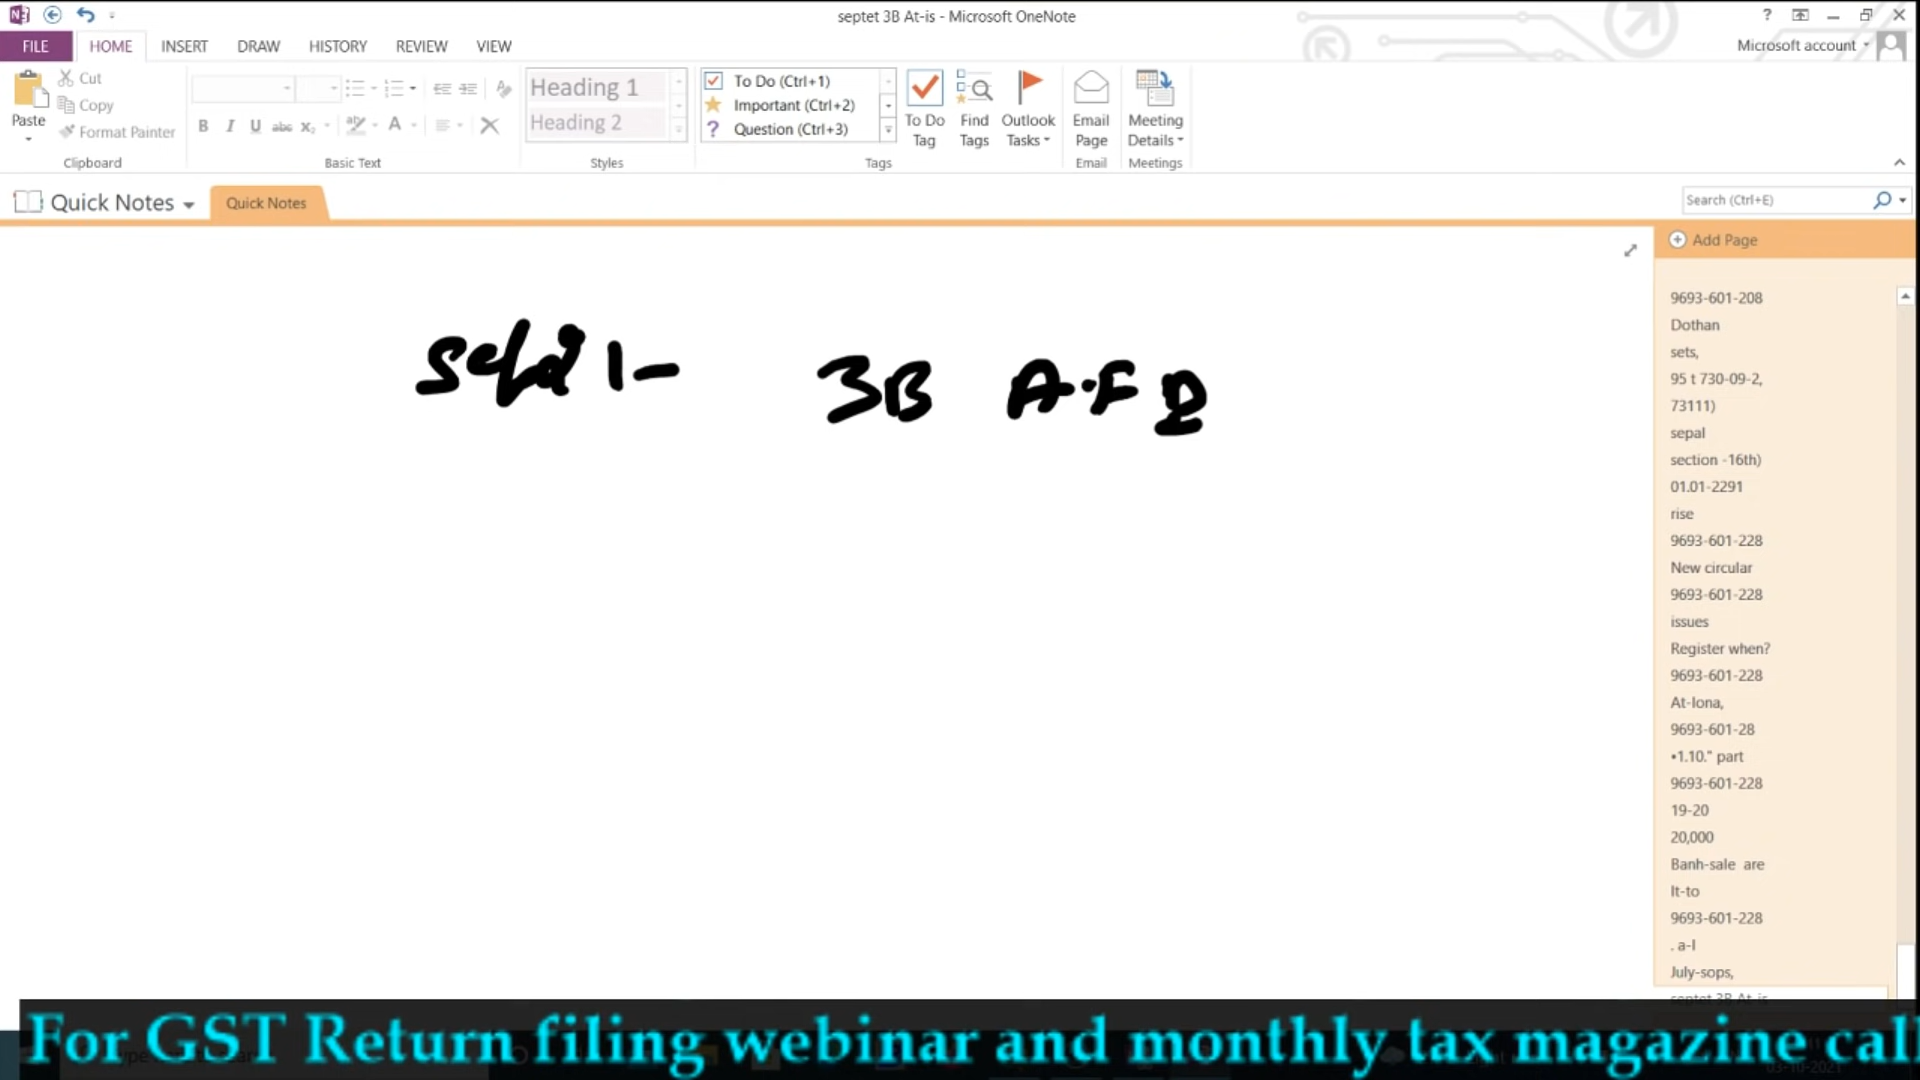 septet 3B At-is - Microsoft OneNote
FILE HOME INSERT DRAW HISTORY REVIEW VIEW
Microsoft account
Paste
Cut
Copy
Format Painter
Clipboard
Basic Text
Heading 1
Heading 2
Styles
To Do (Ctrl+1)
Important (Ctrl+2)
Question (Ctrl+3)
Tags
To Do Tag
Find Tags
Outlook Tasks
Email Page
Email
Meeting Details
Meetings
Quick Notes
Quick Notes
Search (Ctrl+E)
Add Page
3B A.F
9693-601-208
Dothan
sets,
95 t 730-09-2,
73111)
sepal
section -16th)
01.01-2291
rise
9693-601-228
New circular
9693-601-228
issues
Register when?
9693-601-228
At-Iona,
9693-601-28
•1.10." part
9693-601-228
19-20
20,000
Banh-sale are
It-to
9693-601-228
. a-I
July-sops,
septet 3B At-is
For GST Return filing webinar and monthly tax magazine call